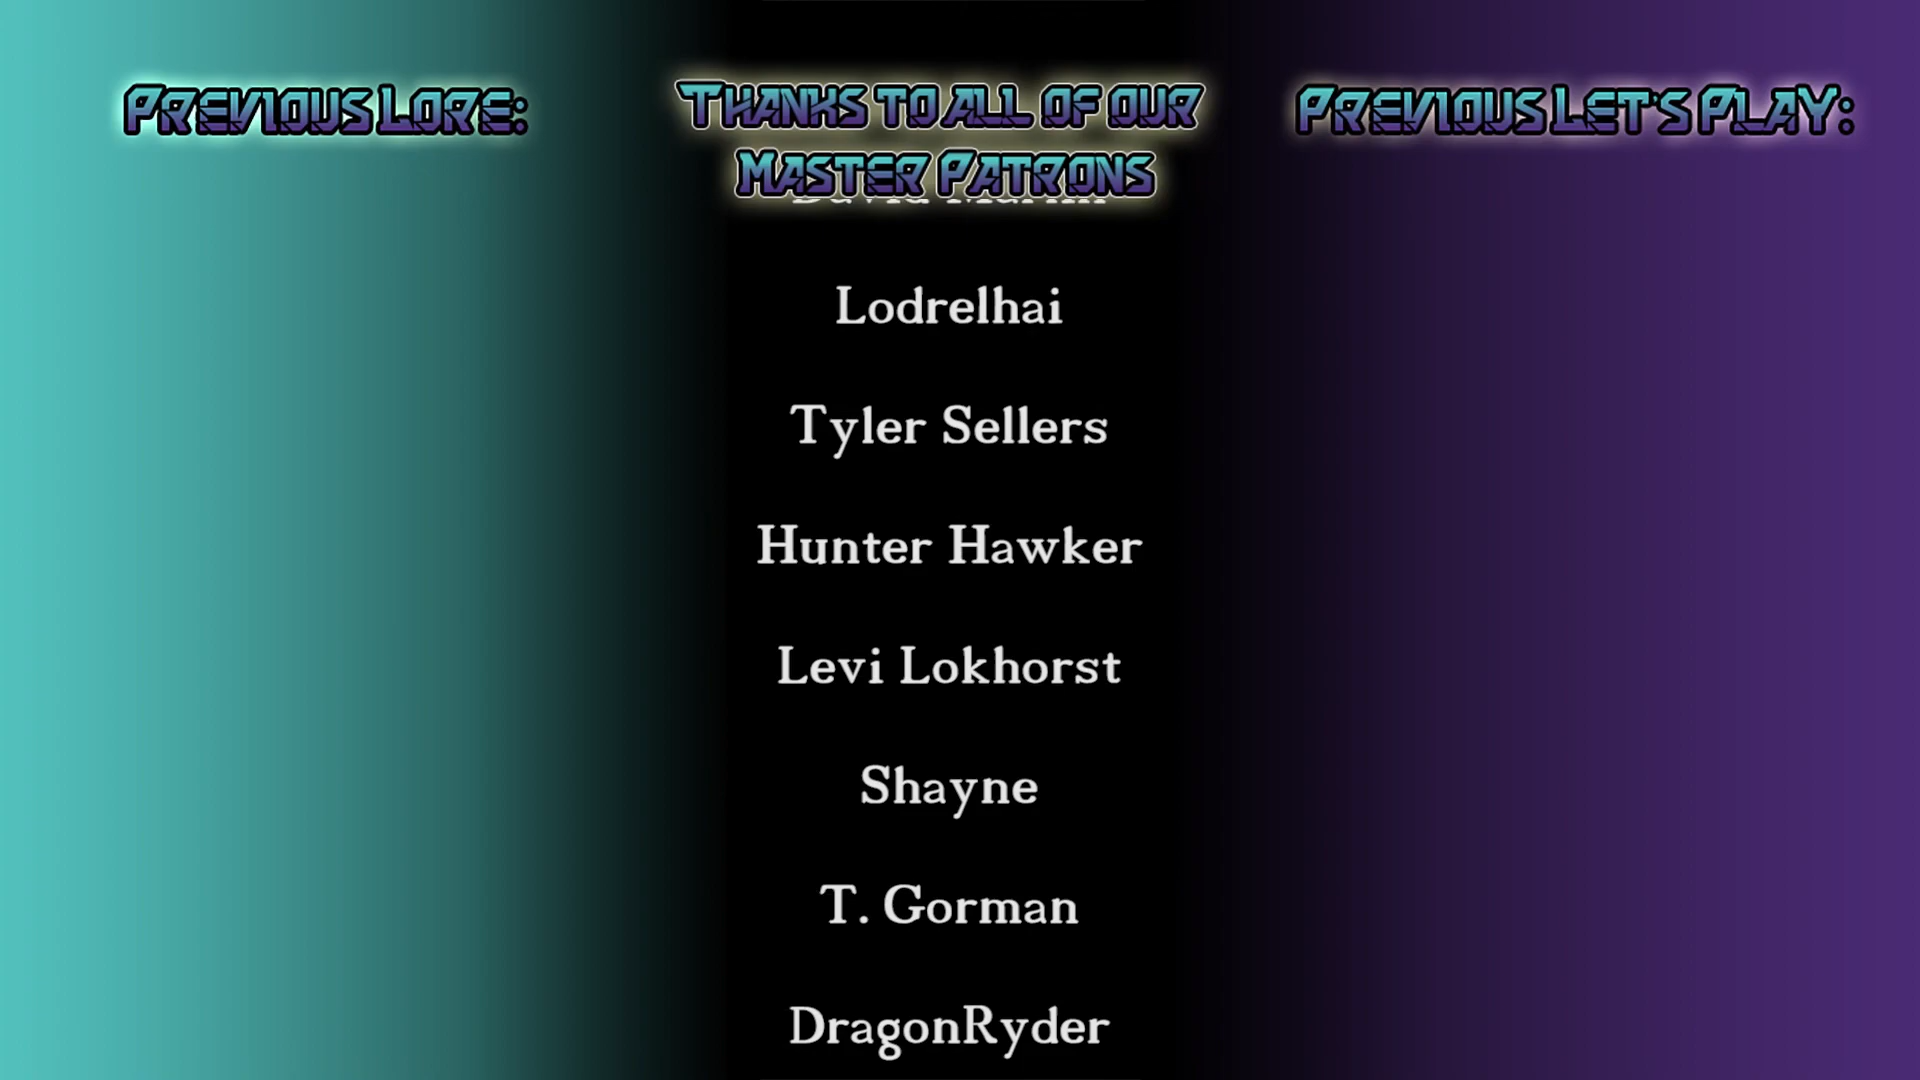 Previous Lore:
Thanks to all of our
Master Patrons
Previous Let's Play:
Lodrelhai
Tyler Sellers
Hunter Hawker
Levi Lokhorst
Shayne
T. Gorman
DragonRyder